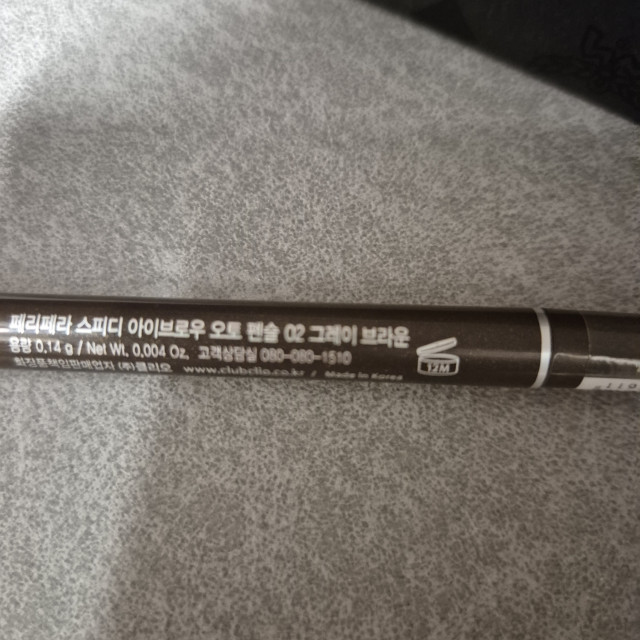 페리페라 스피디 아이브로우 오토 펜슬 02 그레이 브라운
용량 0.14 g / Net Wt. 0.004 Oz. 고객상담실 080-080-1510
화장품책임판매업자 (주)클리오 www.clubclio.co.kr / Made in Korea
12M